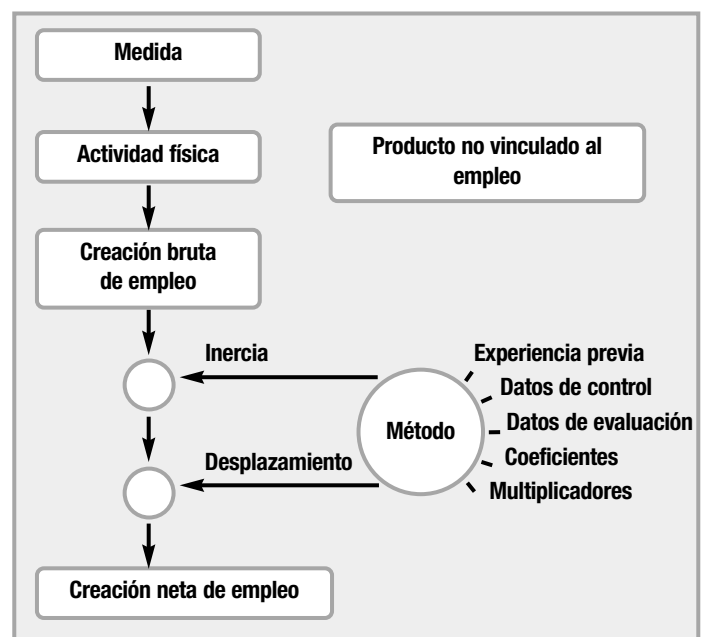 Medida
Actividad física
Producto no vinculado al
empleo
Creación bruta
de empleo
Inercia
Experiencia previa
Datos de control
Método
Datos de evaluación
Desplazamiento
Coeficientes
Multiplicadores
Creación neta de empleo